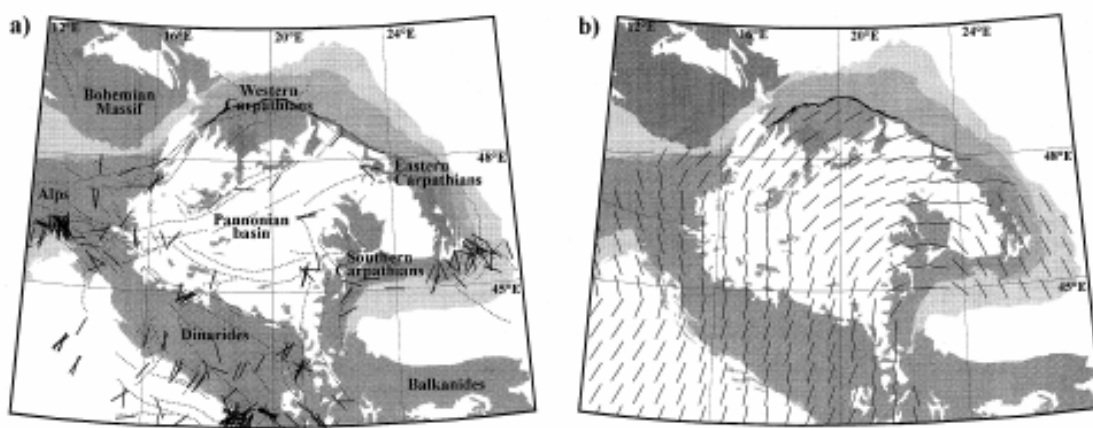 a)
12°E
16°E
20°E
24°E
Bohemian
Massif
Western
Carpathians
48°E
Eastern
Carpathians
Alps
Pannonian
basin
Southern
Carpathians
45°E
Dinarides
Balkanides
b)
12°E
16°E
20°E
24°E
48°E
45°E